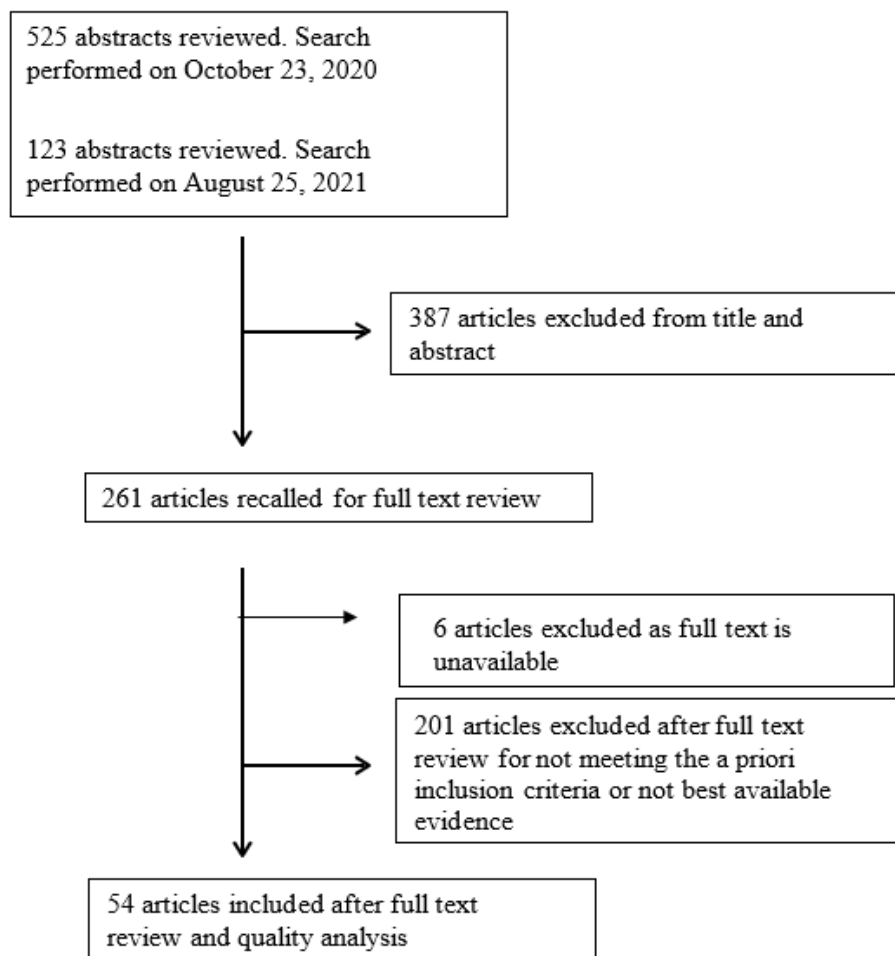 525 abstracts reviewed. Search
performed on October 23, 2020
123 abstracts reviewed. Search
performed on August 25, 2021
387 articles excluded from title and
abstract
261 articles recalled for full text review
6 articles excluded as full text is
unavailable
201 articles excluded after full text
review for not meeting the a priori
inclusion criteria or not best available
evidence
54 articles included after full text
review and quality analysis